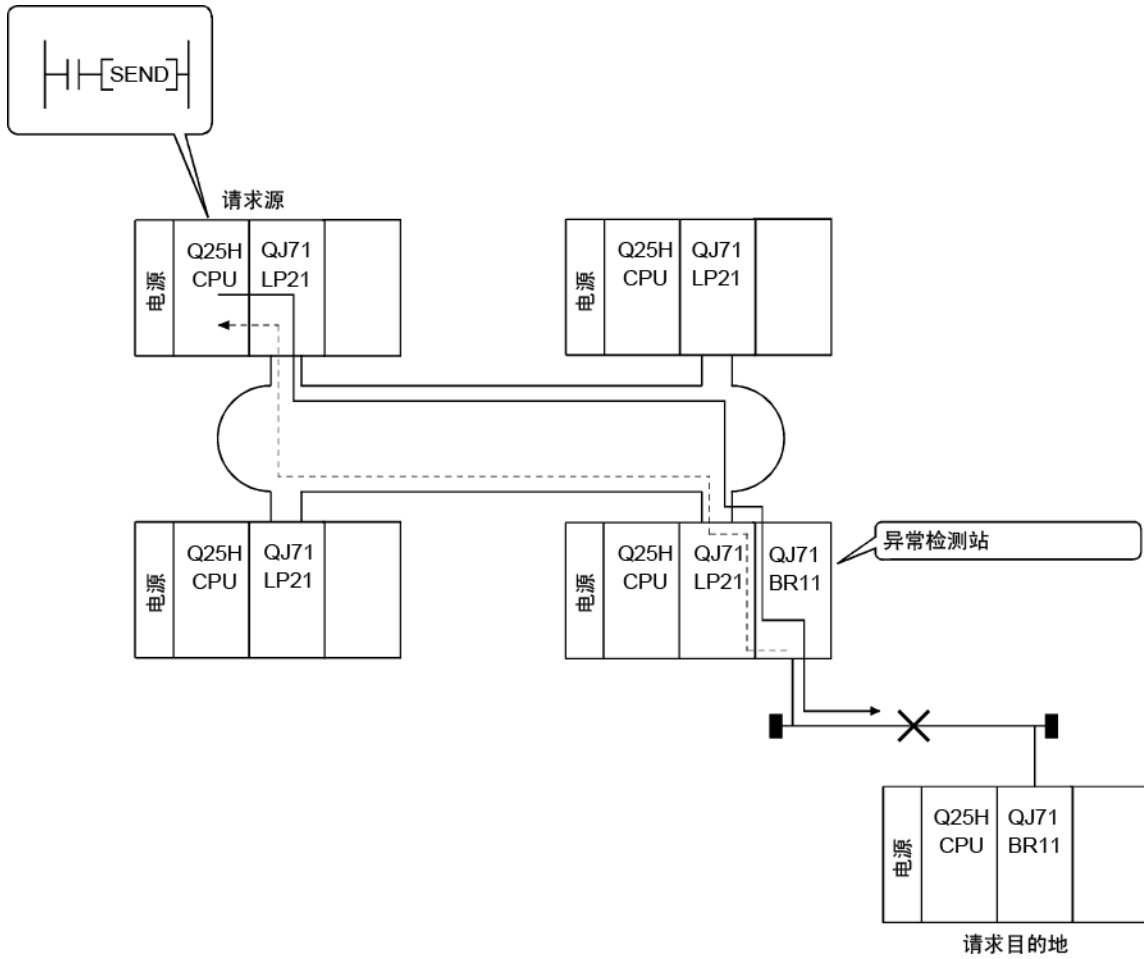 SEND
请求源
电源
Q25H
CPU
QJ71
LP21
电源
Q25H
CPU
QJ71
LP21
电源
Q25H
CPU
QJ71
LP21
电源
Q25H
CPU
QJ71
LP21
QJ71
BR11
异常检测站
电源
Q25H
CPU
QJ71
BR11
请求目的地